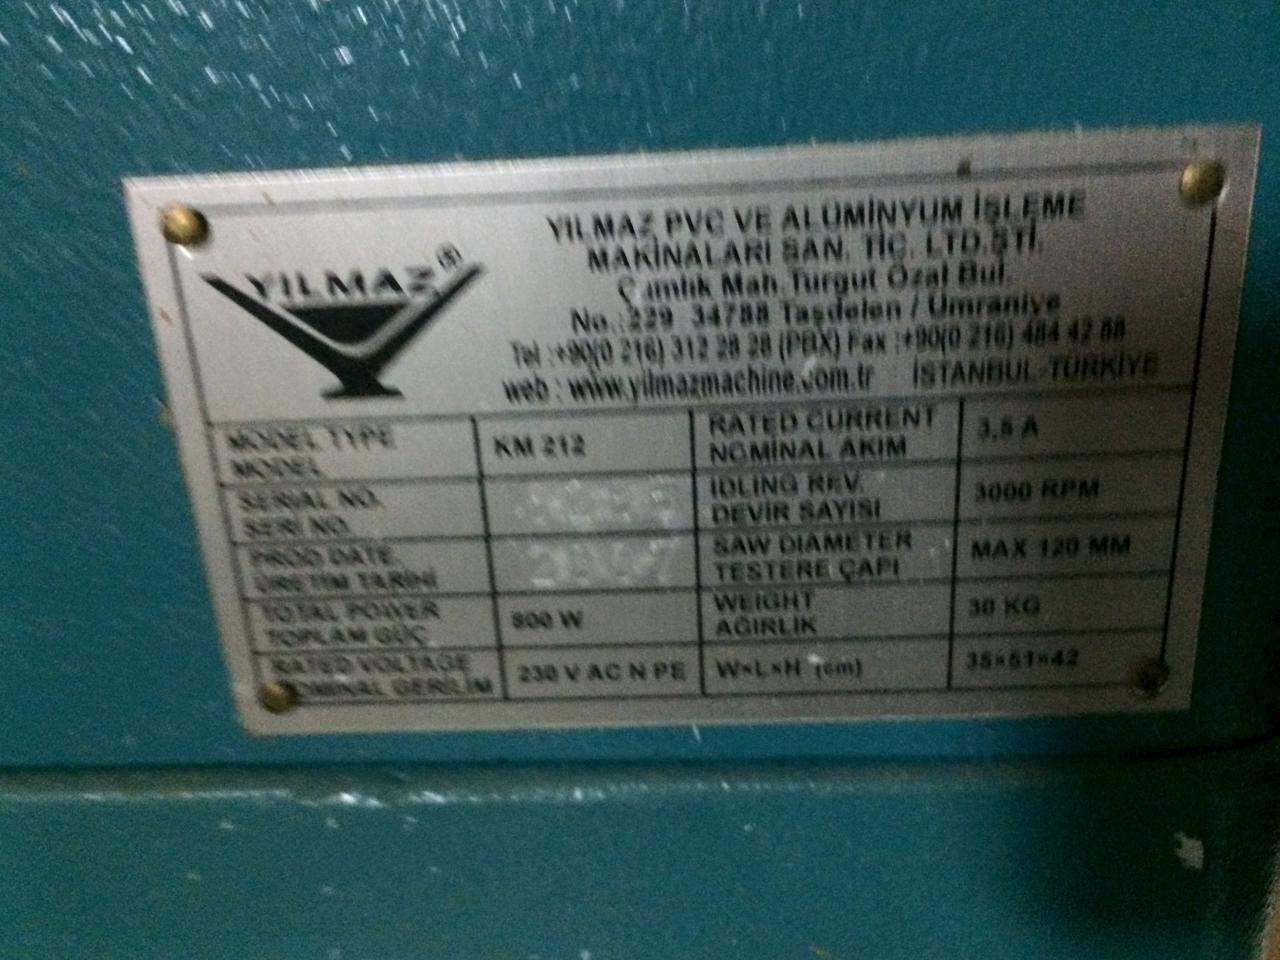 YILMAZ PVC VE ALÜMİNYUM İŞLEME
MAKİNALARI SAN. TİC. LTD.ŞTİ.
Çamlık Mah. Turgut Özal Bul.
No.:229 34788 Taşdelen / Ümraniye
Tel :+90(0 216) 312 28 28 (PBX) Fax :+90(0 216) 484 42 88
web : www.yilmazmachine.com.tr İSTANBUL-TÜRKİYE
YILMAZ
MODEL TYPE
MODEL
KM 212
RATED CURRENT
NOMİNAL AKIM
3,5 A
SERIAL NO.
SERİ NO.
IDLING REV.
DEVİR SAYISI
3000 RPM
PROD DATE
ÜRETİM TARİHİ
SAW DIAMETER
TESTERE ÇAPI
MAX 120 MM
TOTAL POWER
TOPLAM GÜÇ
800 W
WEIGHT
AĞIRLIK
30 KG
RATED VOLTAGE
NOMİNAL GERİLİM
230 V AC N PE
W×L×H (cm)
35×51×42